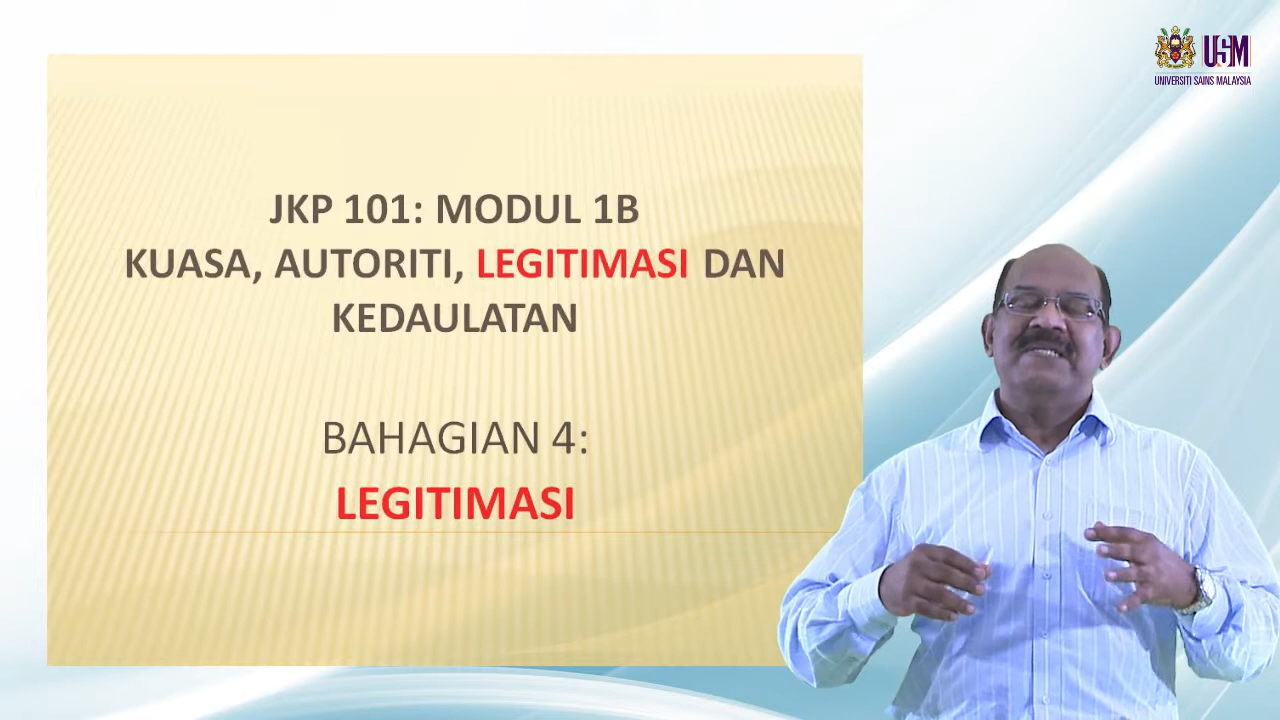 USM
UNIVERSITI SAINS MALAYSIA
JKP 101: MODUL 1B
KUASA, AUTORITI, LEGITIMASI DAN
KEDAULATAN
BAHAGIAN 4:
LEGITIMASI